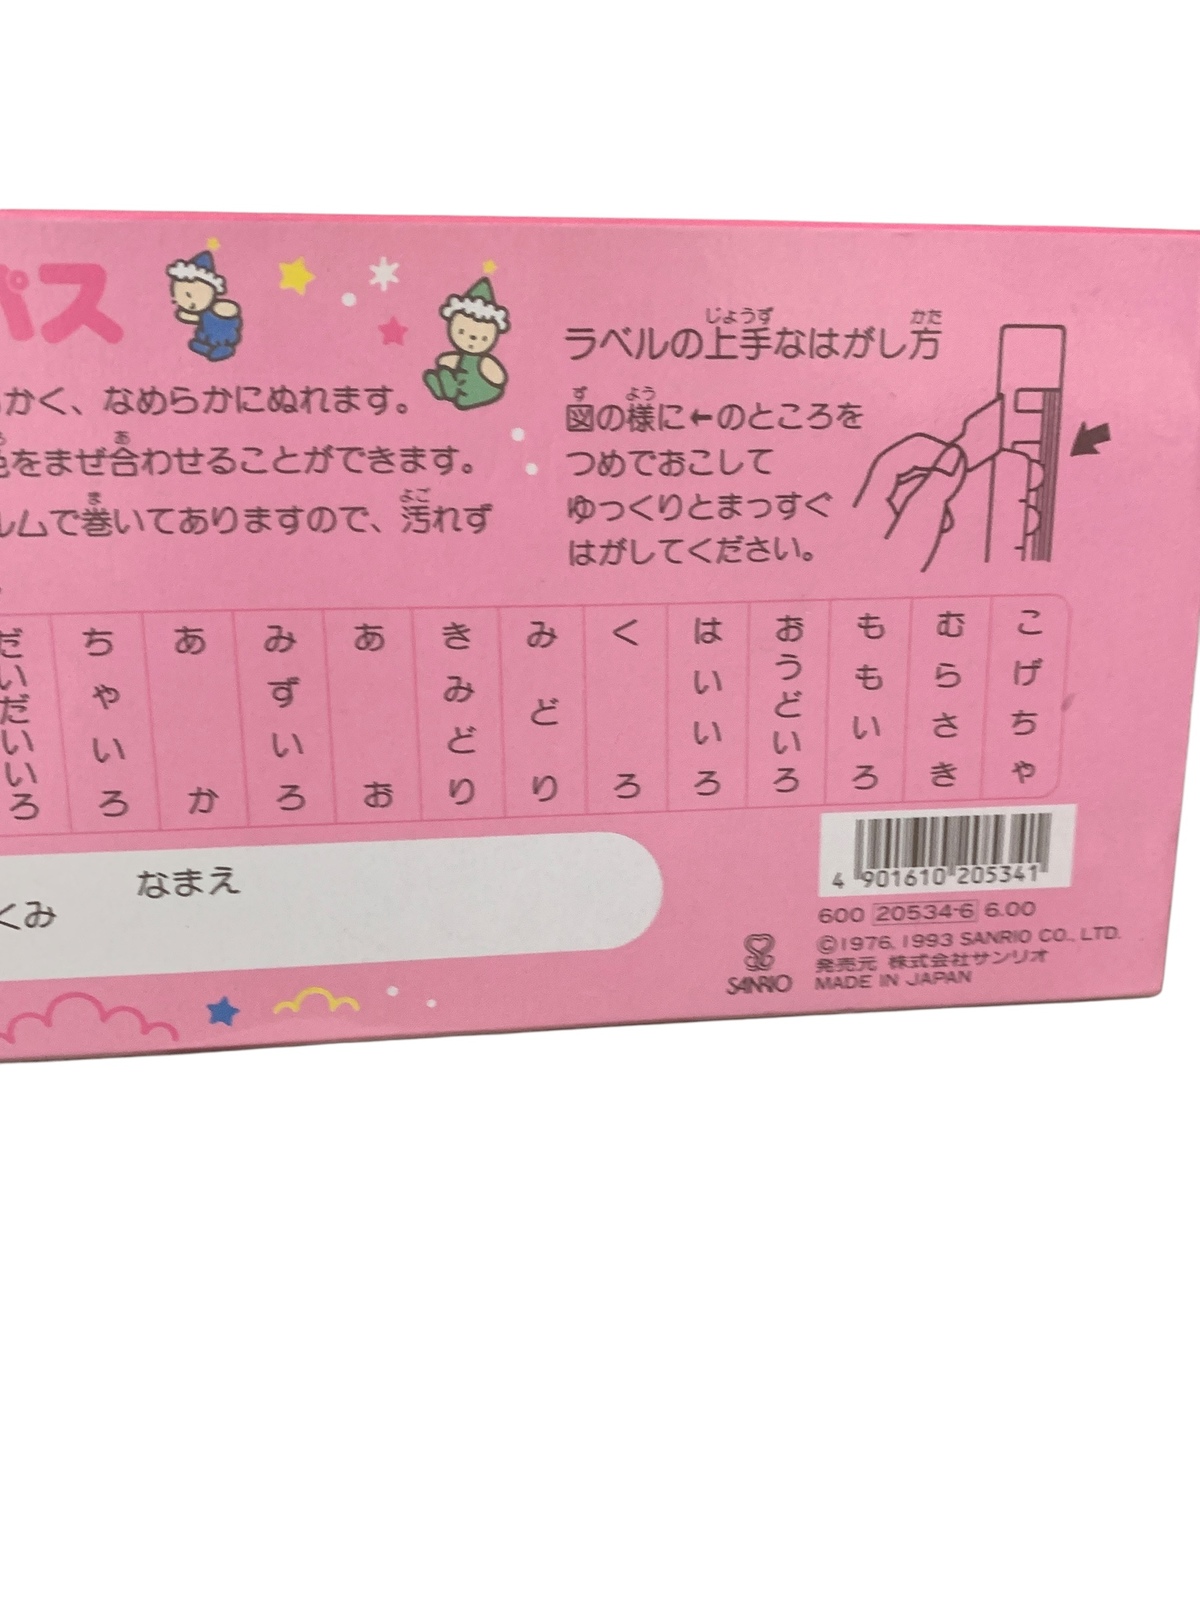 パス
かく、なめらかにぬれます。
色をまぜ合わせることができます。
ルムで巻いてありますので、汚れず
ラベルの上手なはがし方
図の様に←のところを
つめでおこして
ゆっくりとまっすぐ
はがしてください。
だいだいいろ
ちゃいろ
あか
みずいろ
あお
きみどり
みどり
くろ
はいいろ
おうどいろ
ももいろ
むらさき
こげちゃ
なまえ
くみ
4 901610 205341
600 20534-6 6.00
©1976, 1993 SANRIO CO., LTD.
発売元 株式会社サンリオ
MADE IN JAPAN
SANRIO